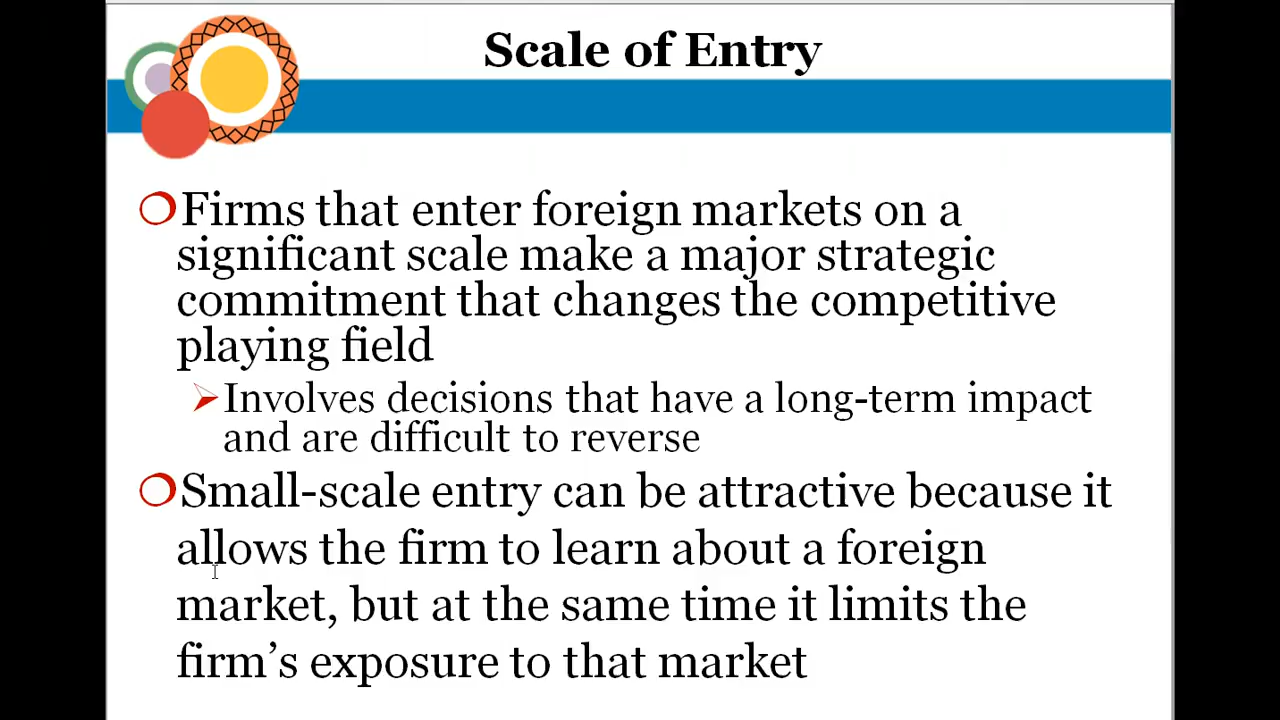 Scale of Entry
Firms that enter foreign markets on a
significant scale make a major strategic
commitment that changes the competitive
playing field
Involves decisions that have a long-term impact
and are difficult to reverse
Small-scale entry can be attractive because it
allows the firm to learn about a foreign
market, but at the same time it limits the
firm’s exposure to that market